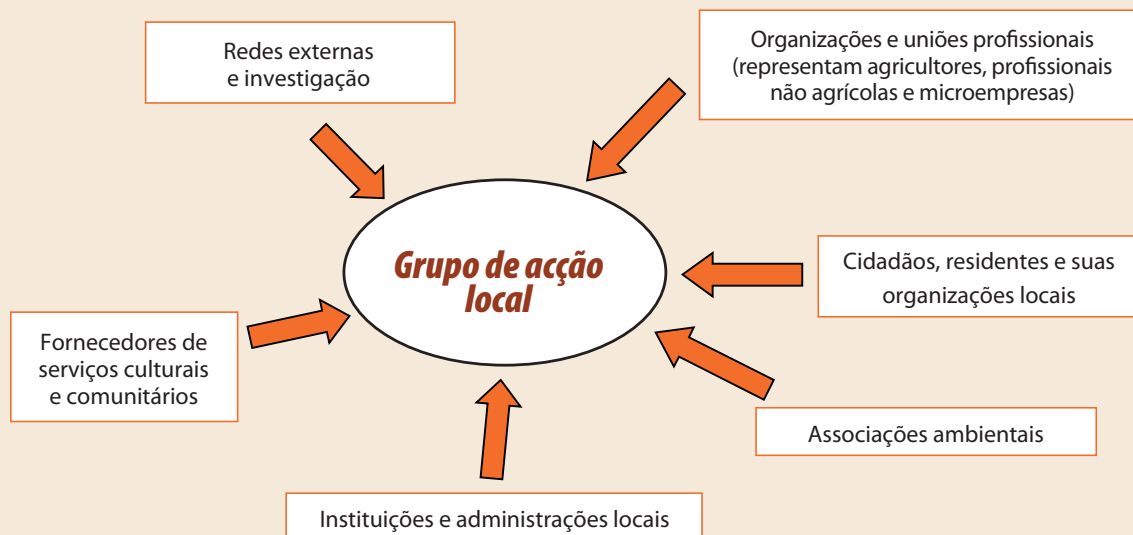 Redes externas
e investigação
Organizações e uniões profissionais
(representam agricultores, profissionais
não agrícolas e microempresas)
Grupo de acção
local
Cidadãos, residentes e suas
organizações locais
Fornecedores de
serviços culturais
e comunitários
Associações ambientais
Instituições e administrações locais